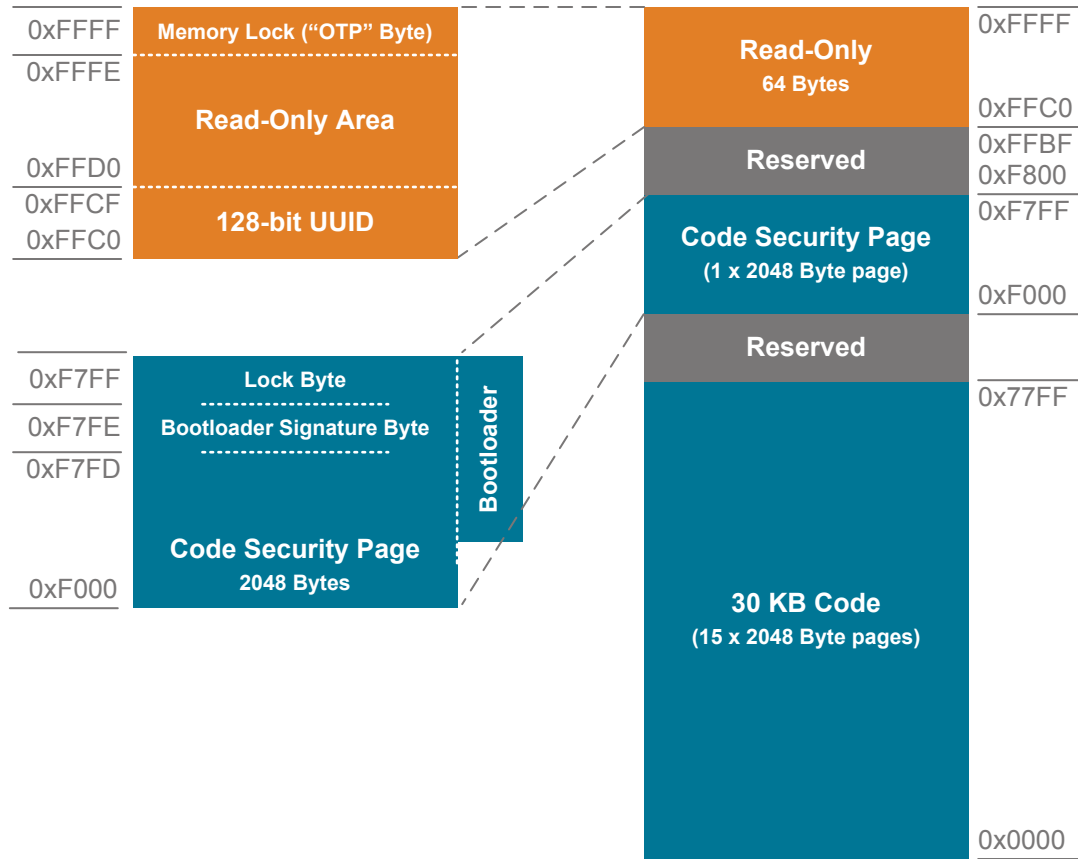 0xFFFF
0xFFFE
0xFFD0
0xFFCF
0xFFC0
Memory Lock (“OTP” Byte)
Read-Only Area
128-bit UUID
0xF7FF
0xF7FE
0xF7FD
0xF000
Lock Byte
Bootloader Signature Byte
Code Security Page
2048 Bytes
Bootloader
Read-Only
64 Bytes
Reserved
Code Security Page
(1 x 2048 Byte page)
Reserved
30 KB Code
(15 x 2048 Byte pages)
0xFFFF
0xFFC0
0xFFBF
0xF800
0xF7FF
0xF000
0x77FF
0x0000